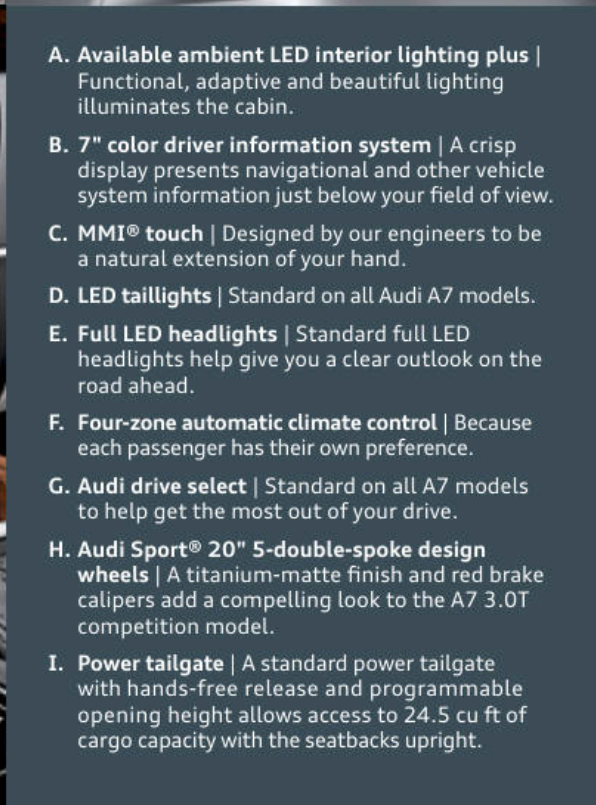 A. Available ambient LED interior lighting plus |
Functional, adaptive and beautiful lighting
illuminates the cabin.
B. 7" color driver information system | A crisp
display presents navigational and other vehicle
system information just below your field of view.
C. MMI® touch | Designed by our engineers to be
a natural extension of your hand.
D. LED taillights | Standard on all Audi A7 models.
E. Full LED headlights | Standard full LED
headlights help give you a clear outlook on the
road ahead.
F. Four-zone automatic climate control | Because
each passenger has their own preference.
G. Audi drive select | Standard on all A7 models
to help get the most out of your drive.
H. Audi Sport® 20" 5-double-spoke design
wheels | A titanium-matte finish and red brake
calipers add a compelling look to the A7 3.0T
competition model.
I. Power tailgate | A standard power tailgate
with hands-free release and programmable
opening height allows access to 24.5 cu ft of
cargo capacity with the seatbacks upright.